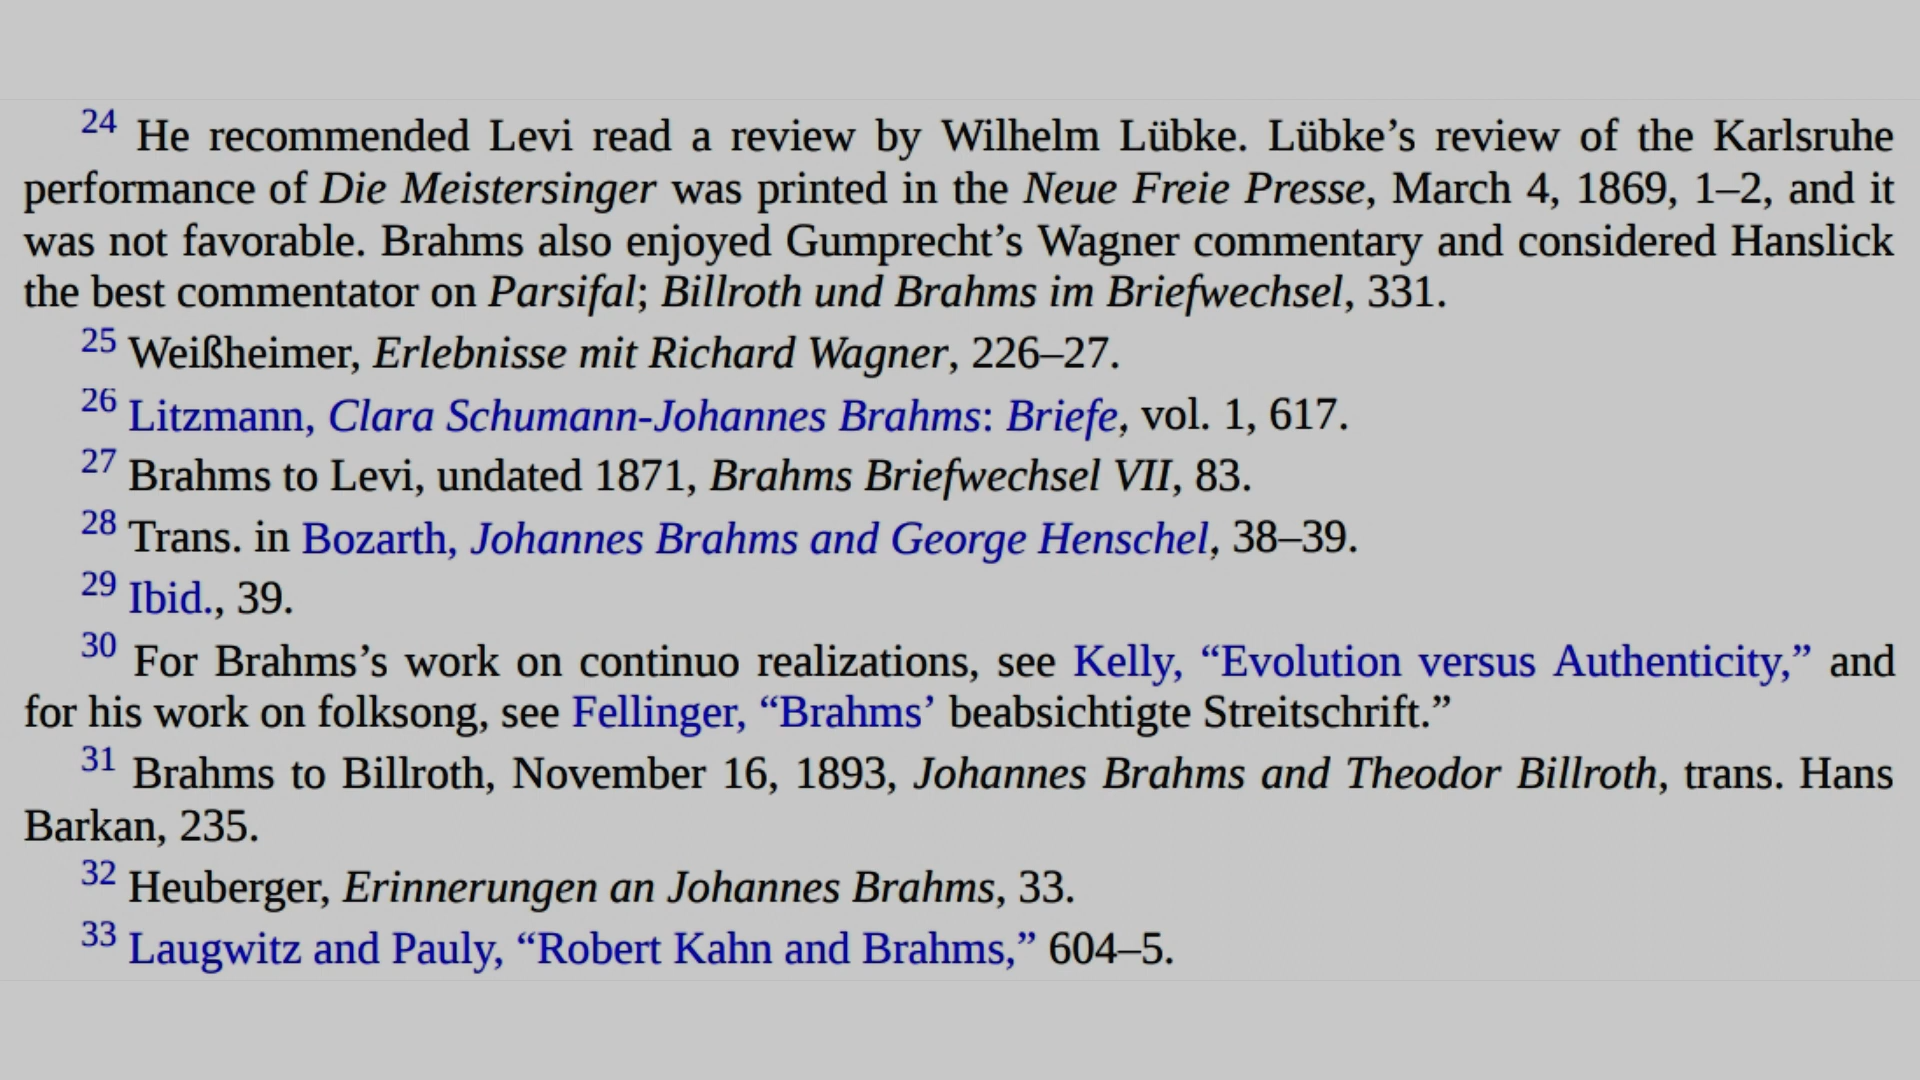 24 He recommended Levi read a review by Wilhelm Lübke. Lübke’s review of the Karlsruhe
performance of Die Meistersinger was printed in the Neue Freie Presse, March 4, 1869, 1–2, and it
was not favorable. Brahms also enjoyed Gumprecht’s Wagner commentary and considered Hanslick
the best commentator on Parsifal; Billroth und Brahms im Briefwechsel, 331.
25 Weißheimer, Erlebnisse mit Richard Wagner, 226–27.
26 Litzmann, Clara Schumann-Johannes Brahms: Briefe, vol. 1, 617.
27 Brahms to Levi, undated 1871, Brahms Briefwechsel VII, 83.
28 Trans. in Bozarth, Johannes Brahms and George Henschel, 38–39.
29 Ibid., 39.
30 For Brahms’s work on continuo realizations, see Kelly, “Evolution versus Authenticity,” and
for his work on folksong, see Fellinger, “Brahms’ beabsichtigte Streitschrift.”
31 Brahms to Billroth, November 16, 1893, Johannes Brahms and Theodor Billroth, trans. Hans
Barkan, 235.
32 Heuberger, Erinnerungen an Johannes Brahms, 33.
33 Laugwitz and Pauly, “Robert Kahn and Brahms,” 604–5.